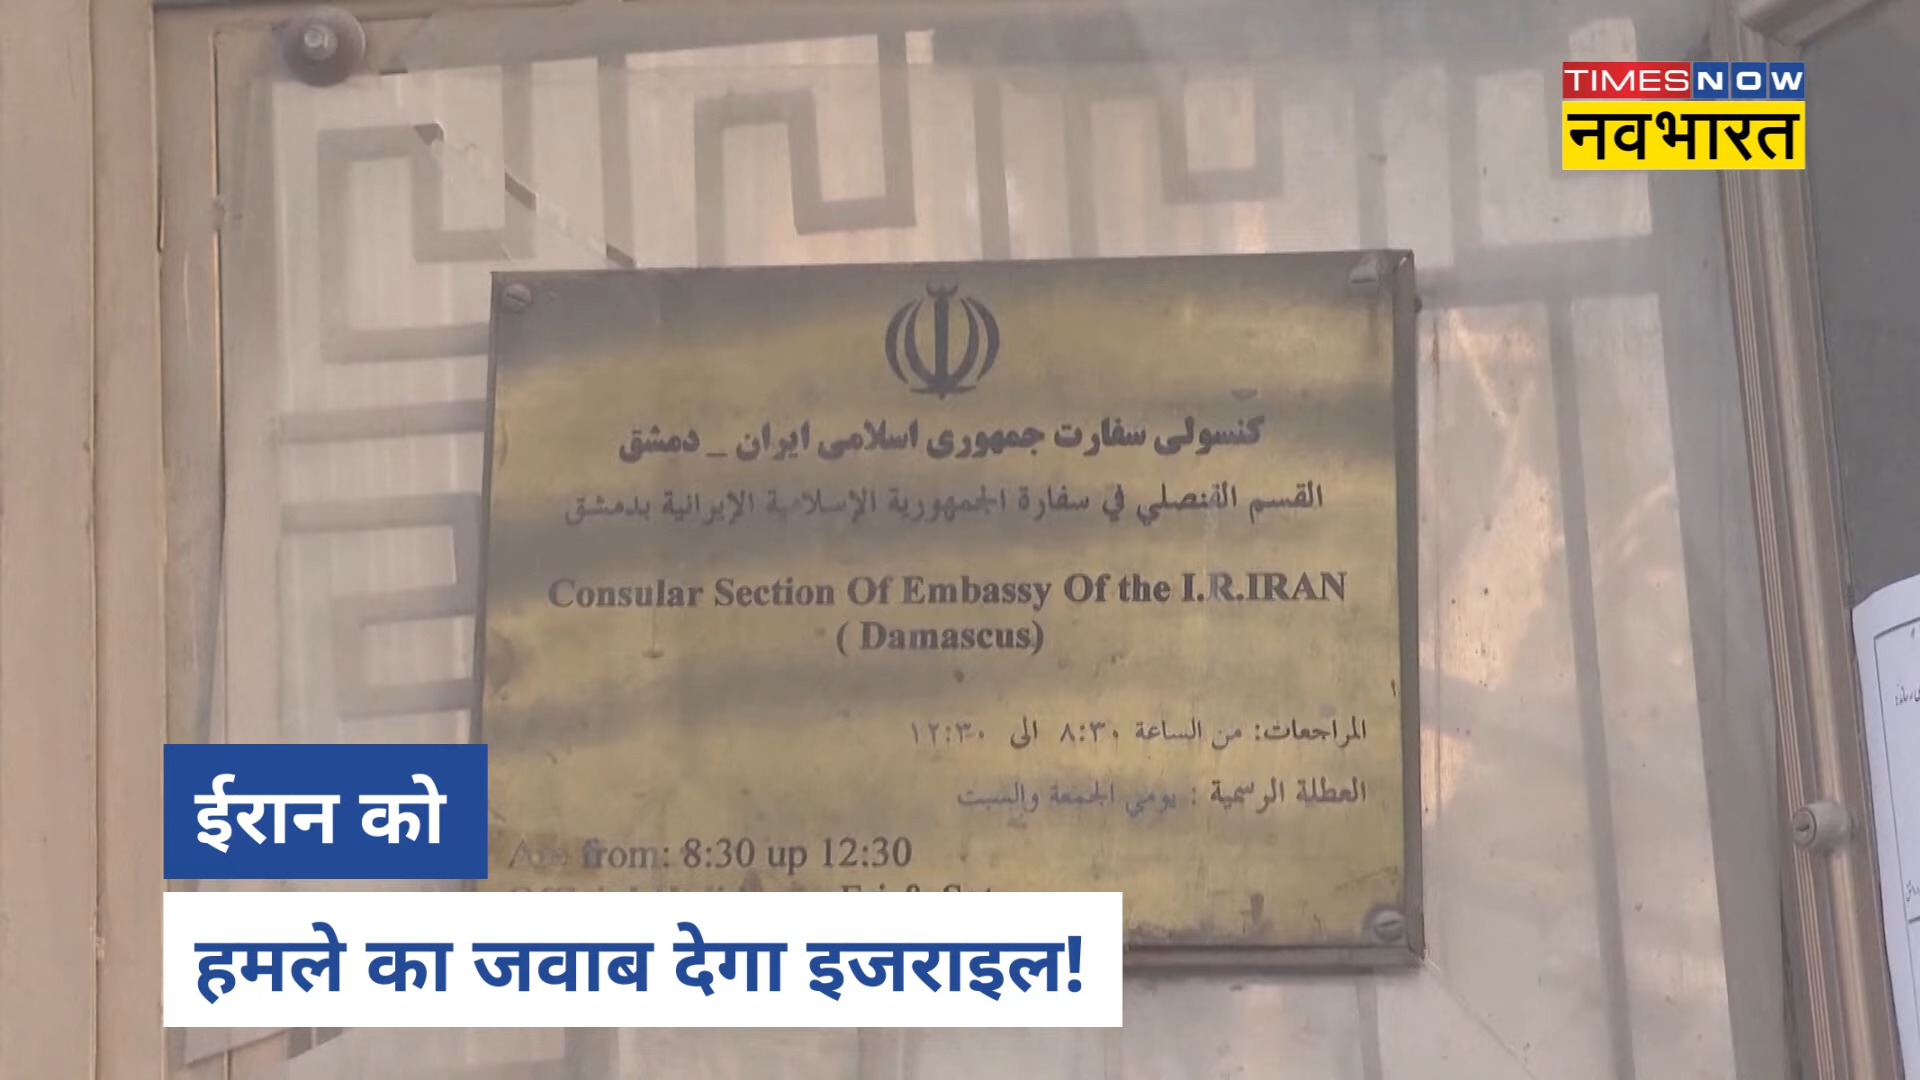 TIMES NOW
नवभारत
کنسولی سفارت جمهوری اسلامی ایران _ دمشق
القسم القنصلي في سفارة الجمهورية الإسلامية الإيرانية بدمشق
Consular Section Of Embassy Of the I.R.IRAN
( Damascus)
المراجعات: من الساعة ٨:٣٠ الى ١٢:٣٠
العطلة الرسمية : يومي الجمعة والسبت
from: 8:30 up 12:30
ईरान को
हमले का जवाब देगा इजराइल!